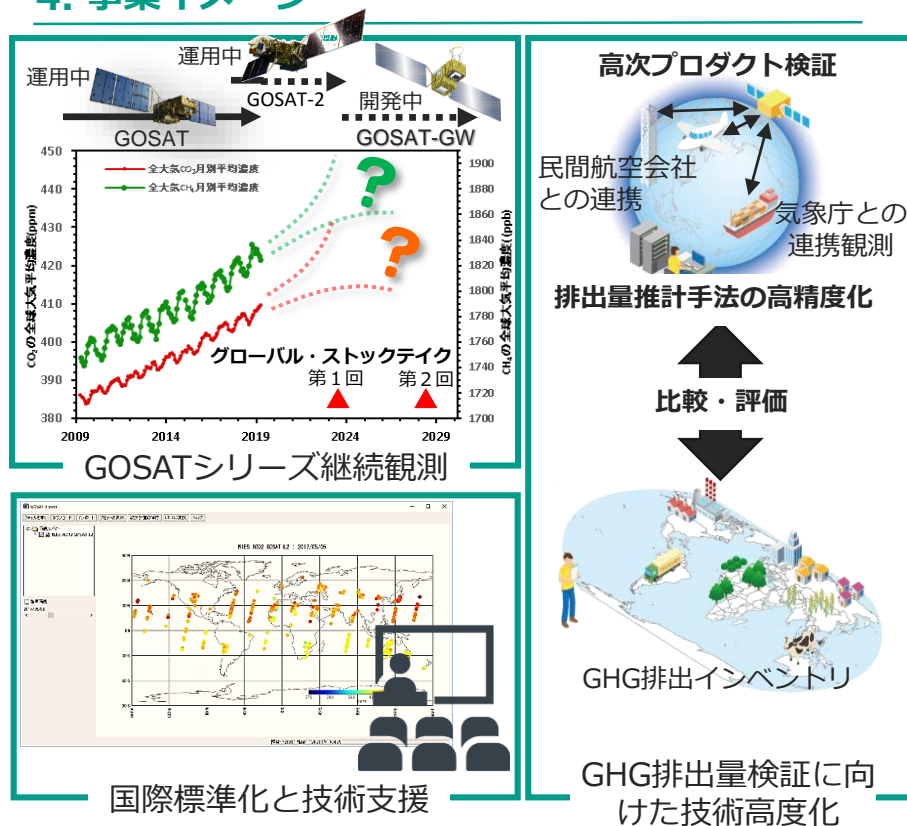 4. 事業イメージ
運用中
運用中
GOSAT-2
開発中
GOSAT
GOSAT-GW
450
440
430
420
410
400
390
380
CO₂の全球大気平均濃度(ppm)
全大気CO₂月別平均濃度
全大気CH₄月別平均濃度
?
?
1900
1880
1860
1840
1820
1800
1780
1760
1740
1720
1700
CH₄の全球大気平均濃度((ppb)
グローバル・ストックテイク
第1回
第2回
2009
2014
2019
2024
2029
GOSATシリーズ継続観測
高次プロダクト検証
民間航空会社
との連携
気象庁との
連携観測
排出量推計手法の高精度化
比較・評価
GHG排出インベントリ
GHG排出量検証に向
けた技術高度化
GOSAT Viewer
NIES XCO2 GOSAT L2 : 2017/05/05
国際標準化と技術支援